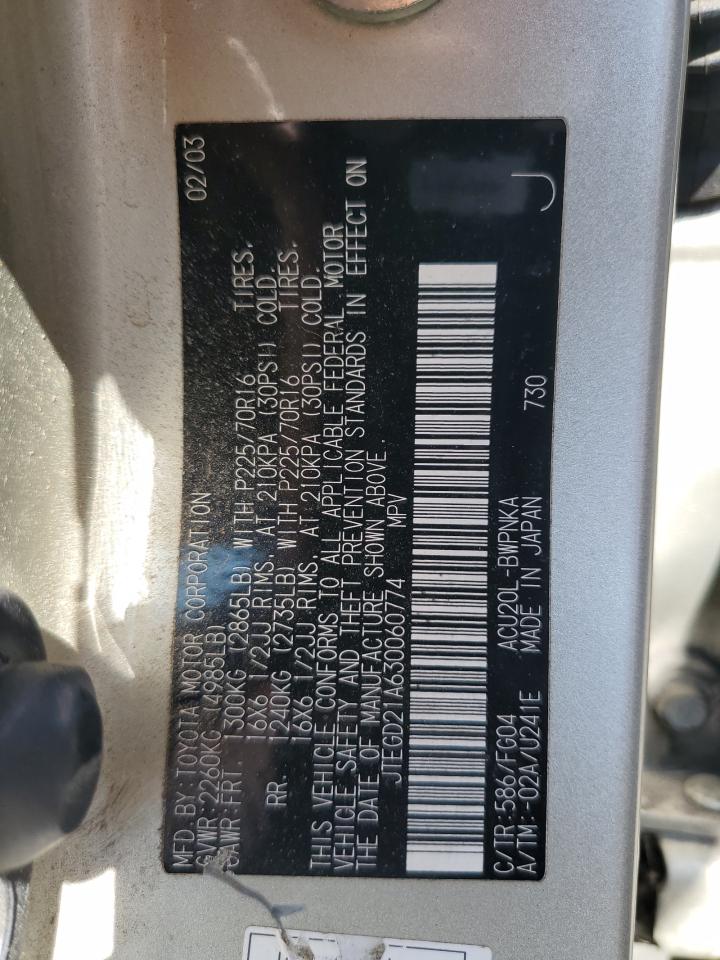 MFD. BY: TOYOTA MOTOR CORPORATION 02/03
GVWR: 2260KG (4985LB)
GAWR: FRT. 1300KG (2865LB) WITH P225/70R16 TIRES.
16X6 1/2JJ RIMS. AT 210KPA (30PSI) COLD.
RR. 1240KG (2735LB) WITH P225/70R16 TIRES.
16X6 1/2JJ RIMS. AT 210KPA (30PSI) COLD.
THIS VEHICLE CONFORMS TO ALL APPLICABLE FEDERAL MOTOR
VEHICLE SAFETY AND THEFT PREVENTION STANDARDS IN EFFECT ON
THE DATE OF MANUFACTURE SHOWN ABOVE.
JTEGD21A630060774 MPV
C/TR: 586/FG04 ACU20L-BWPNKA 730
A/TM: -02A/U241E MADE IN JAPAN J